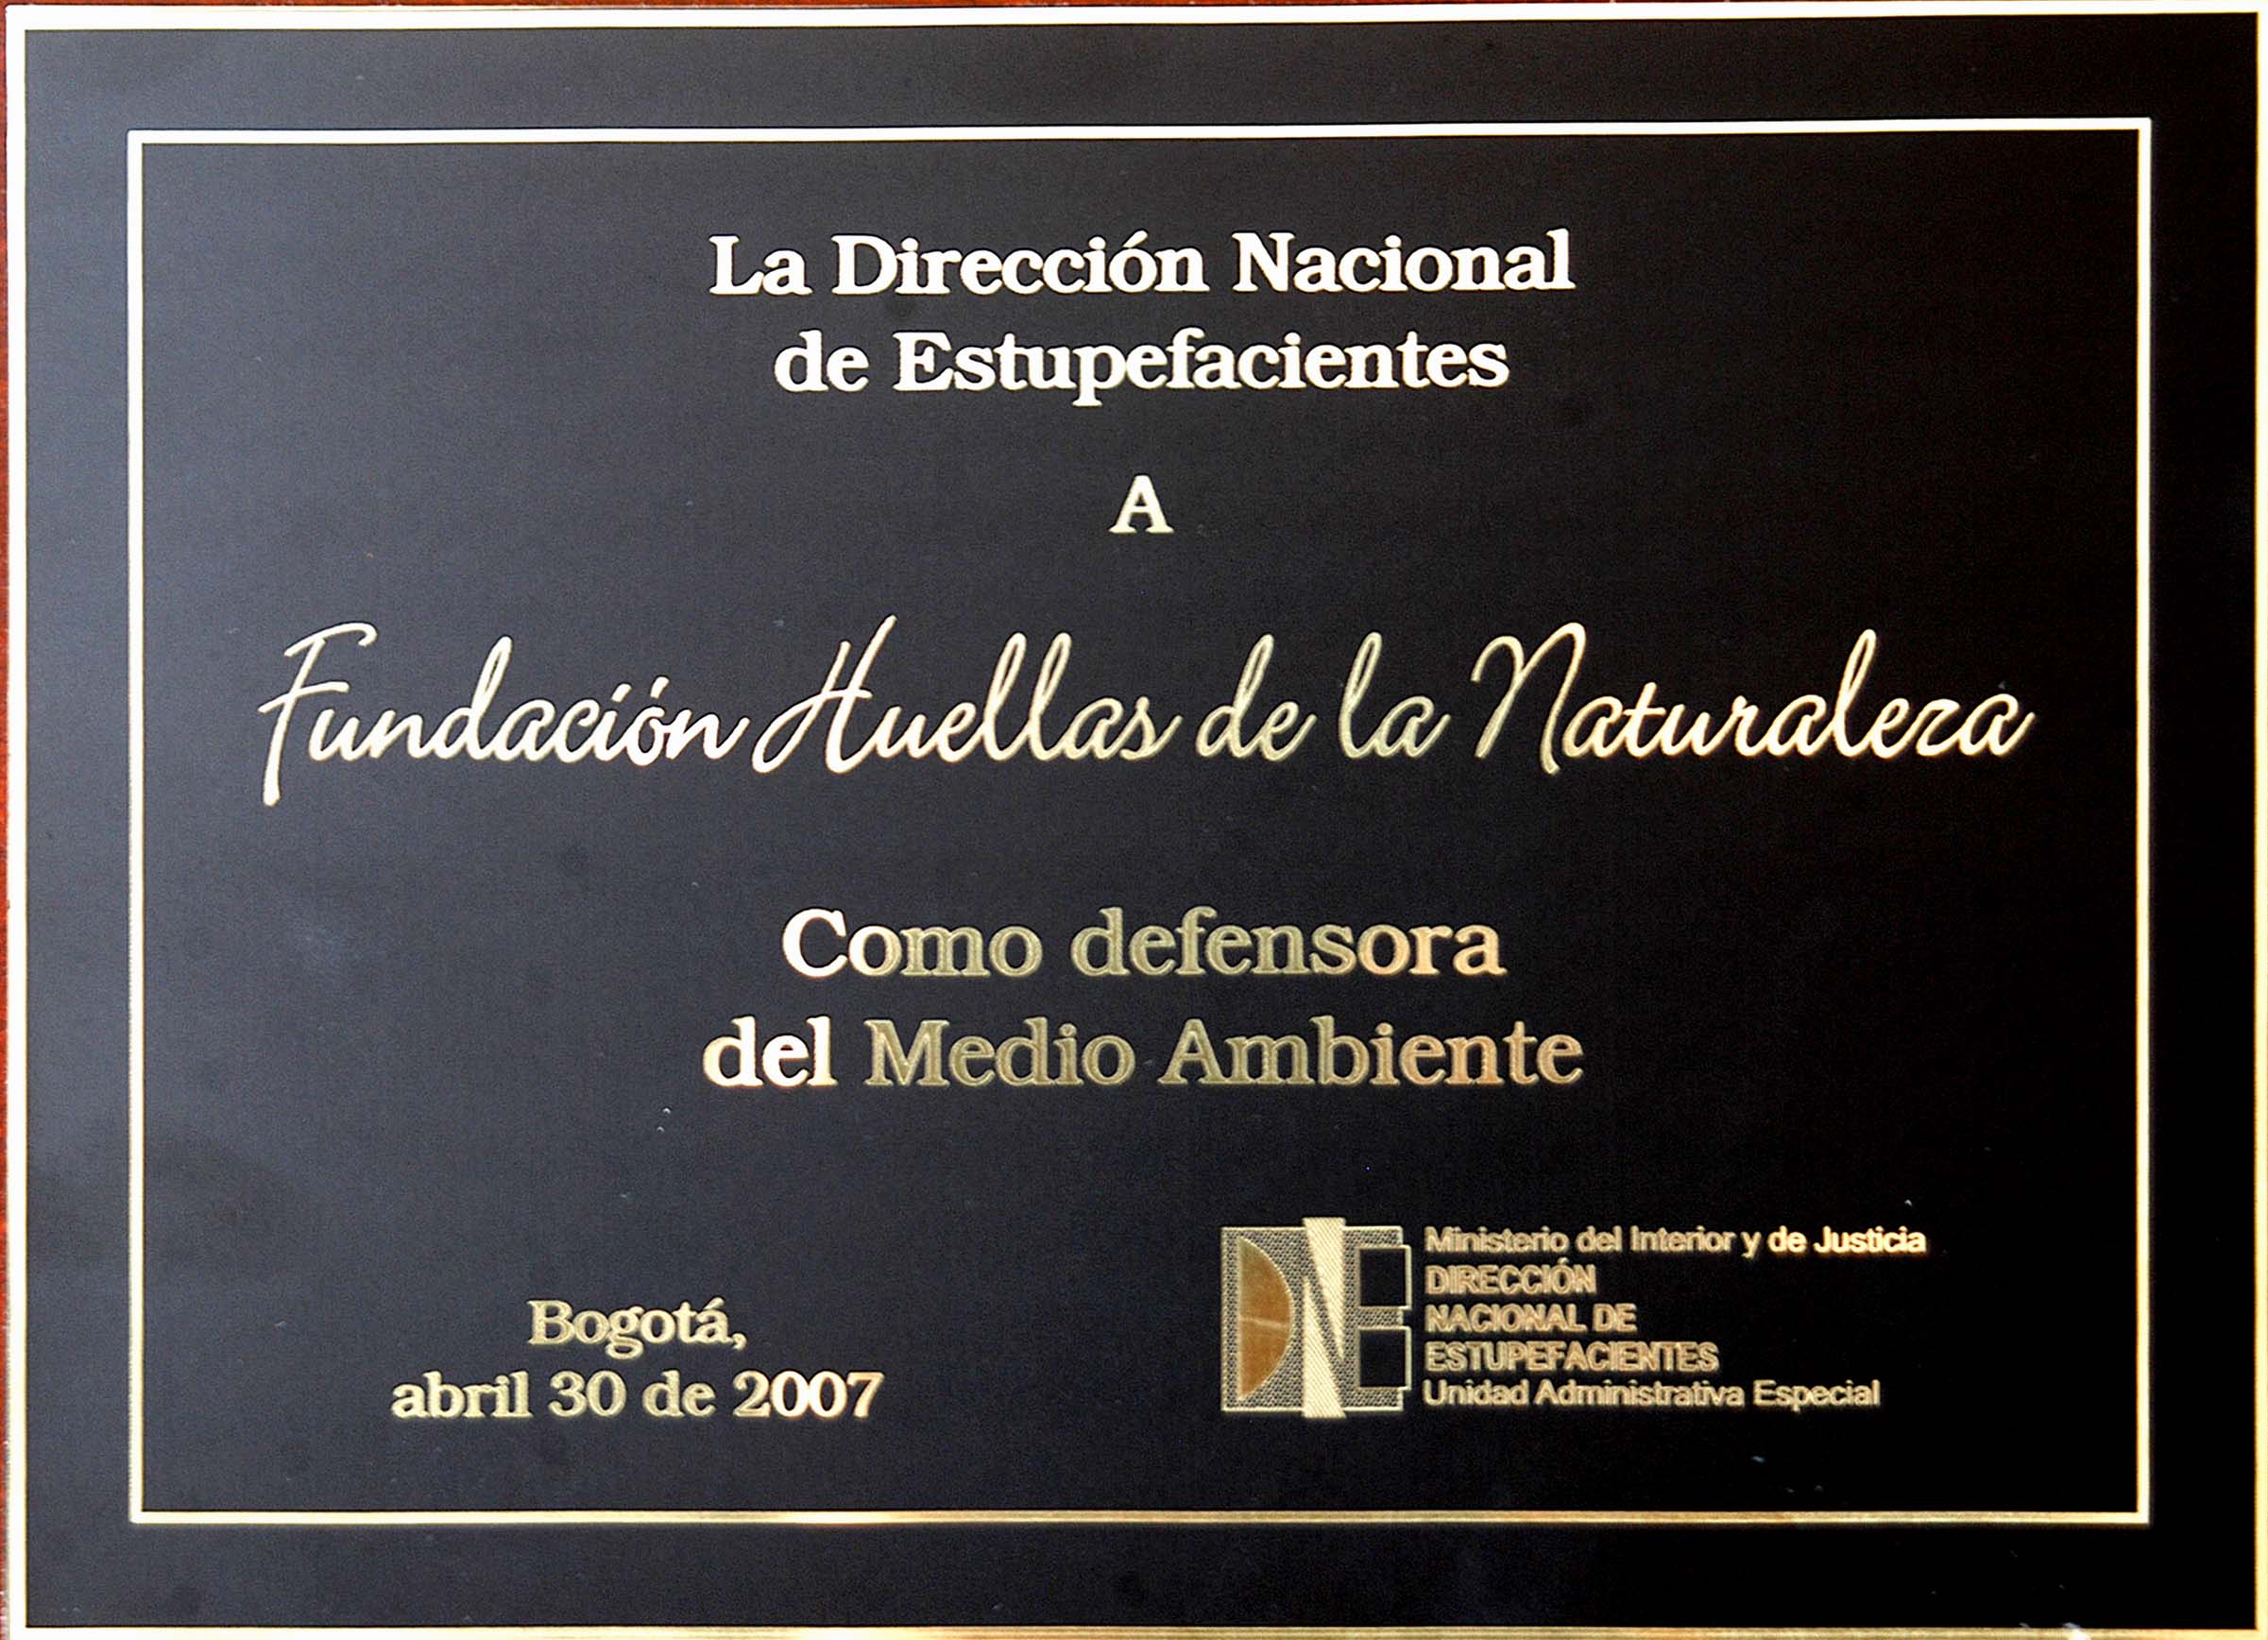 La Dirección Nacional
de Estupefacientes
A
Fundación Huellas de la Naturaleza
Como defensora
del Medio Ambiente
Bogotá,
abril 30 de 2007
DNE
Ministerio del Interior y de Justicia
DIRECCIÓN
NACIONAL DE
ESTUPEFACIENTES
Unidad Administrativa Especial